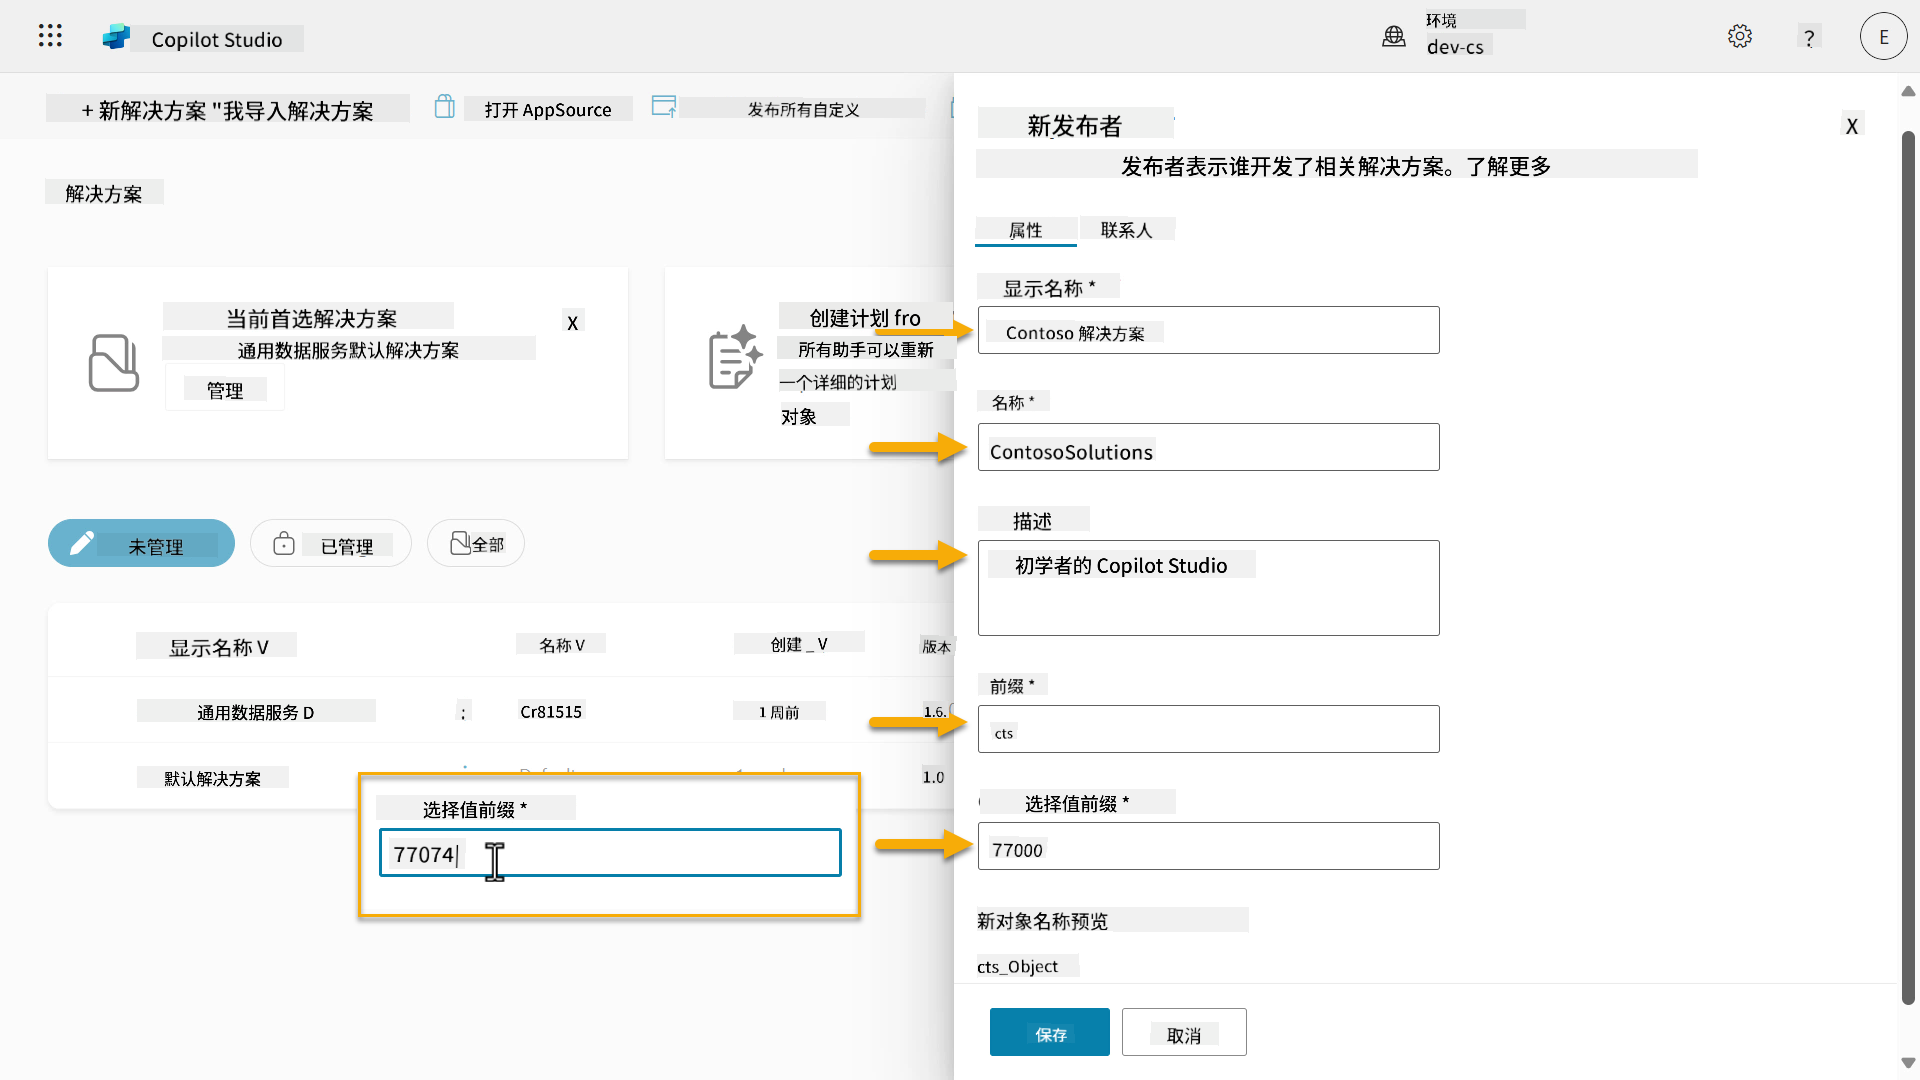 Copilot Studio
环境
dev-cs
?
E
+ 新解决方案 "我导入解决方案
打开 AppSource
发布所有自定义
解决方案
当前首选解决方案
X
通用数据服务默认解决方案
管理
创建计划 fro
所有助手可以重新
一个详细的计划
对象
未管理
已管理
全部
显示名称 V
名称 V
创建 _ V
版本
通用数据服务 D
:
Cr81515
1 周前
1.6.
默认解决方案
1.0
选择值前缀 *
77074
新发布者
X
发布者表示谁开发了相关解决方案。了解更多
属性
联系人
显示名称 *
Contoso 解决方案
名称 *
ContosoSolutions
描述
初学者的 Copilot Studio
前缀 *
cts
选择值前缀 *
77000
新对象名称预览
cts_Object
保存
取消